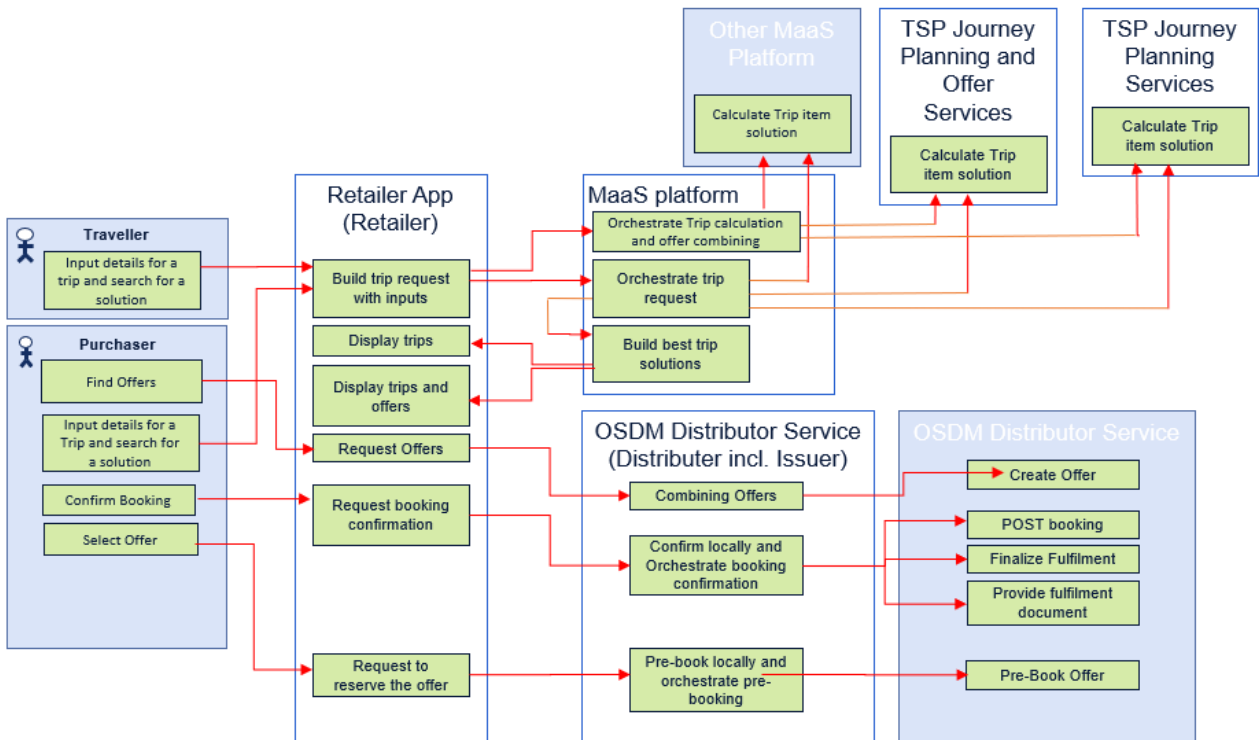 Other MaaS
Platform
Calculate Trip item
solution
TSP Journey
Planning and
Offer
Services
Calculate Trip
item solution
TSP Journey
Planning
Services
Calculate Trip
item solution
Traveller
Input details for a
trip and search for a
solution
Purchaser
Find Offers
Input details for a
Trip and search for
a solution
Confirm Booking
Select Offer
Retailer App
(Retailer)
Build trip request
with inputs
Display trips
Display trips and
offers
Request Offers
Request booking
confirmation
Request to
reserve the offer
MaaS platform
Orchestrate Trip calculation
and offer combining
Orchestrate trip
request
Build best trip
solutions
OSDM Distributor Service
(Distributer incl. Issuer)
Combining Offers
Confirm locally and
Orchestrate booking
confirmation
Pre-book locally and
orchestrate pre-
booking
OSDM Distributor Service
Create Offer
POST booking
Finalize Fulfilment
Provide fulfilment
document
Pre-Book Offer